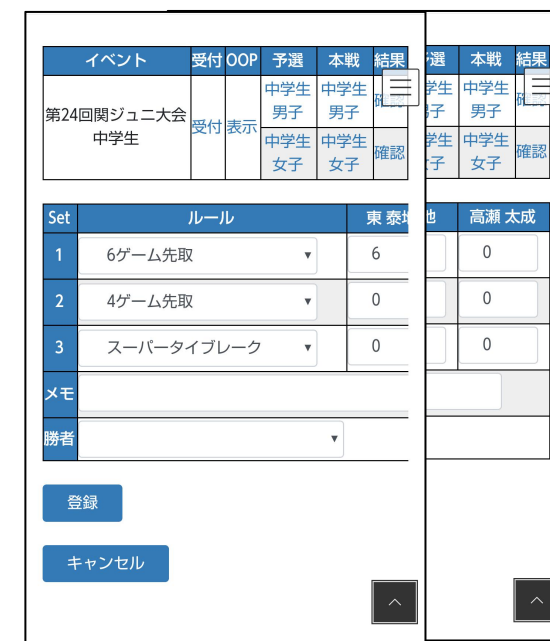 イベント 受付 OOP 予選 本戦 結果
第24回関ジュニ大会
中学生
受付 表示
中学生
男子
中学生
男子
中学生
女子
中学生
女子
確認
Set ルール 東 泰
1 6ゲーム先取 6
2 4ゲーム先取 0
3 スーパータイブレーク 0
メモ
勝者
登録
キャンセル
選 本戦 結果
学生
子
中学生
男子
学生
子
中学生
女子
確認
也 高瀬 太成
0
0
0